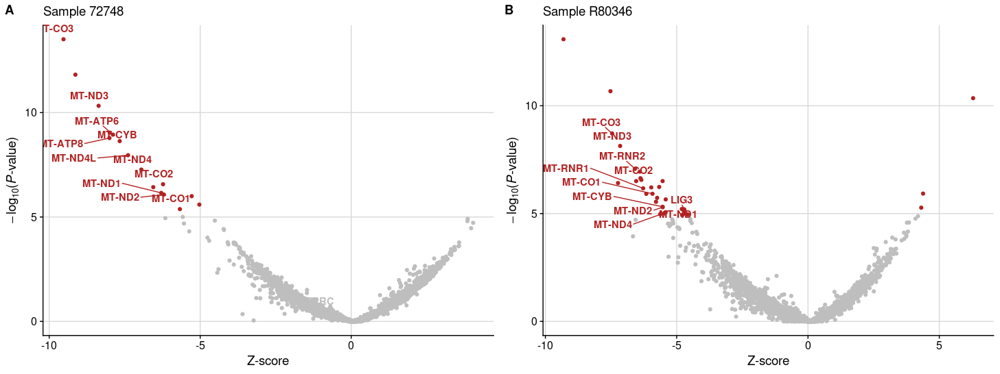 A
Sample 72748
T-CO3
MT-ND3
MT-ATP6
MT-CYB
MT-ATP8
MT-ND4L
MT-ND4
MT-CO2
MT-ND1
MT-ND2
MT-CO1
RC
10
5
0
-10
-5
0
Z-score
−log10(P-value)
B
Sample R80346
MT-CO3
MT-ND3
MT-RNR2
MT-RNR1
MT-CO2
MT-CO1
MT-CYB
LIG3
MT-ND2
MT-ND1
MT-ND4
10
5
0
-10
-5
0
5
Z-score
−log10(P-value)